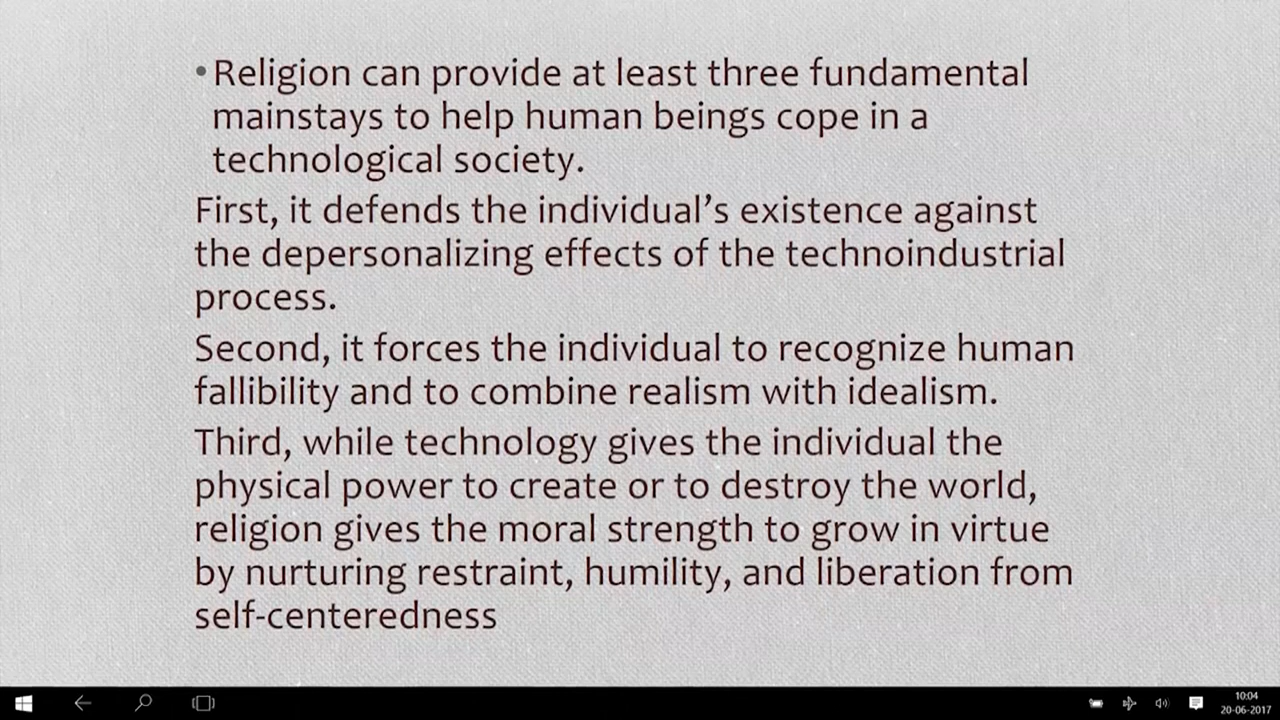 • Religion can provide at least three fundamental
mainstays to help human beings cope in a
technological society.
First, it defends the individual’s existence against
the depersonalizing effects of the technoindustrial
process.
Second, it forces the individual to recognize human
fallibility and to combine realism with idealism.
Third, while technology gives the individual the
physical power to create or to destroy the world,
religion gives the moral strength to grow in virtue
by nurturing restraint, humility, and liberation from
self-centeredness
10:04
20-06-2017